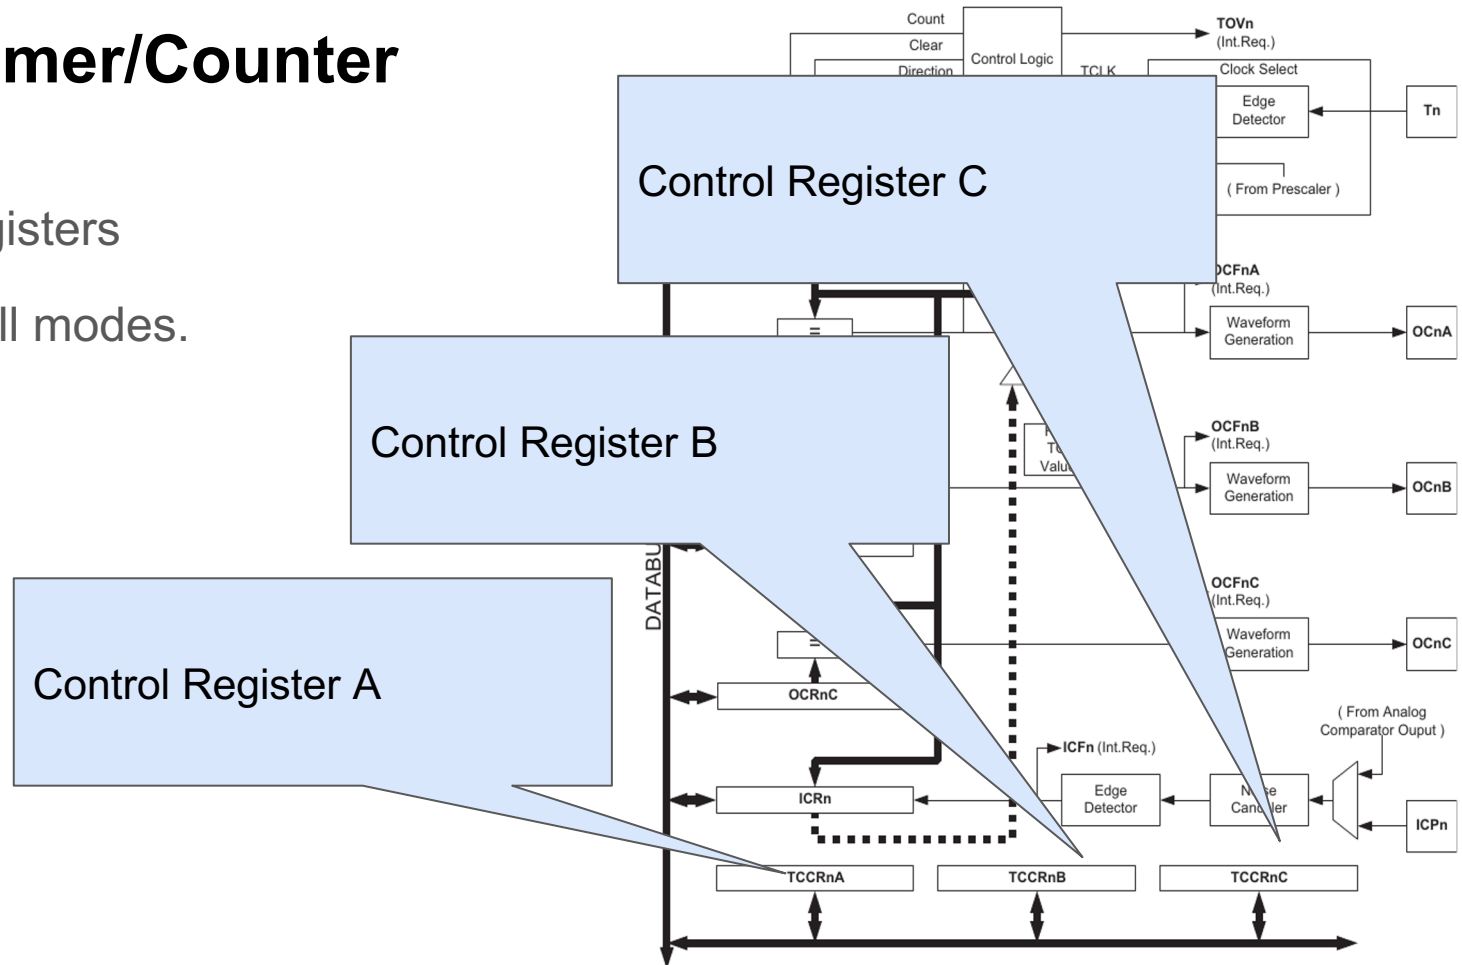 mer/Counter
gisters
ll modes.
Count
Clear
Direction
Control Logic
TCLK
TOVn
(Int.Req.)
Clock Select
Edge
Detector
Tn
( From Prescaler )
Control Register C
OCFnA
(Int.Req.)
=
Waveform
Generation
OCnA
Control Register B
OCFnB
(Int.Req.)
Waveform
Generation
OCnB
DATABU
OCFnC
(Int.Req.)
=
Waveform
Generation
OCnC
Control Register A
OCRnC
( From Analog
Comparator Ouput )
ICFn (Int.Req.)
ICRn
Edge
Detector
ICPn
TCCRnA
TCCRnB
TCCRnC